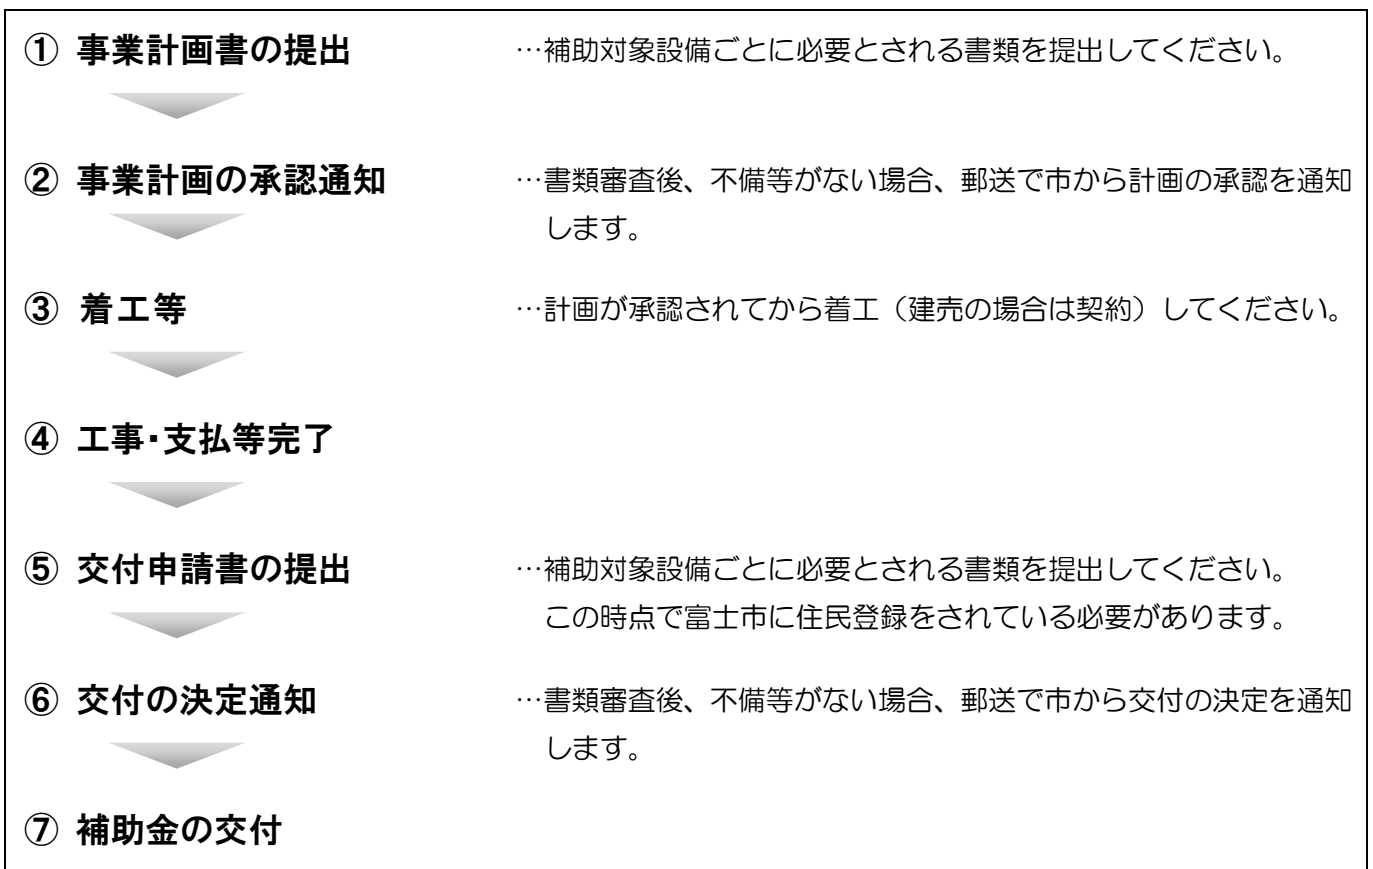 ① 事業計画書の提出 …補助対象設備ごとに必要とされる書類を提出してください。
② 事業計画の承認通知 …書類審査後、不備等がない場合、郵送で市から計画の承認を通知
します。
③ 着工等 …計画が承認されてから着工（建売の場合は契約）してください。
④ 工事・支払等完了
⑤ 交付申請書の提出 …補助対象設備ごとに必要とされる書類を提出してください。
この時点で富士市に住民登録をされている必要があります。
⑥ 交付の決定通知 …書類審査後、不備等がない場合、郵送で市から交付の決定を通知
します。
⑦ 補助金の交付